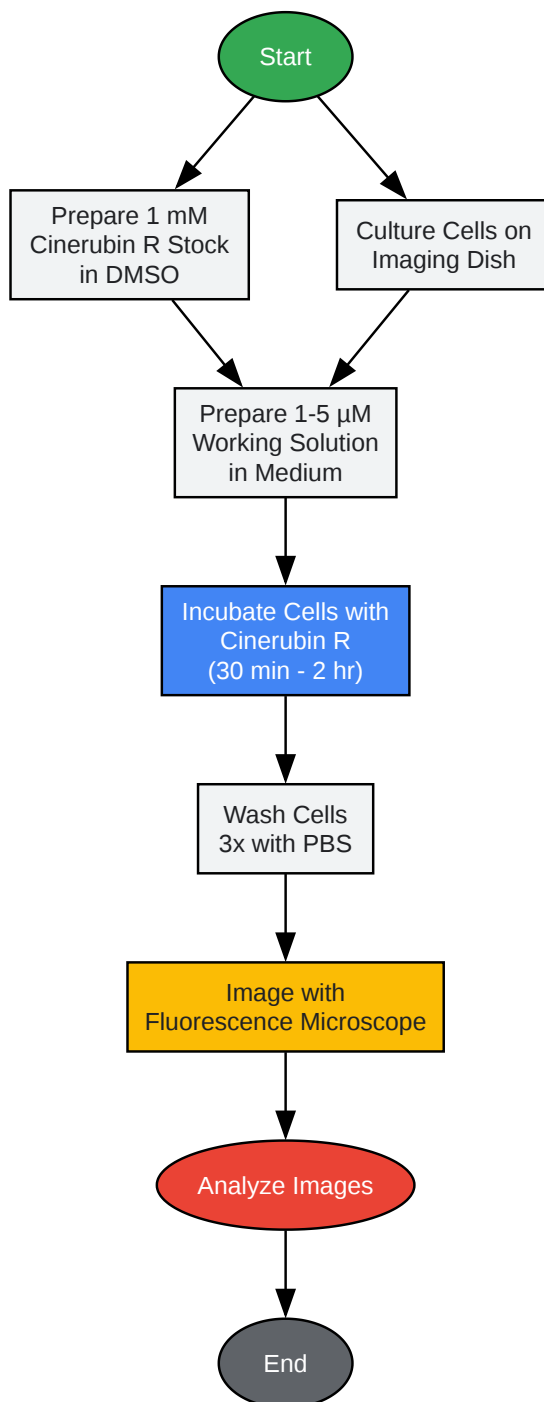 Start
Prepare 1 mM
Cinerubin R Stock
in DMSO
Culture Cells on
Imaging Dish
Prepare 1-5 µM
Working Solution
in Medium
Incubate Cells with
Cinerubin R
(30 min - 2 hr)
Wash Cells
3x with PBS
Image with
Fluorescence Microscope
Analyze Images
End